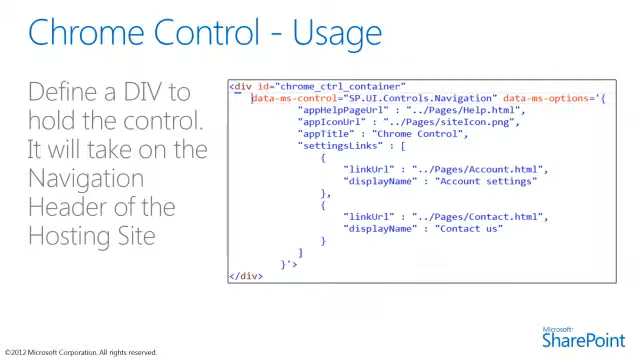 Chrome Control - Usage
Define a DIV to
hold the control.
It will take on the
Navigation
Header of the
Hosting Site
<div id="chrome_ctrl_container"
data-ms-control="SP.UI.Controls.Navigation" data-ms-options='{
"appHelpPageUrl" : "../Pages/Help.html",
"appIconUrl" : "../Pages/siteIcon.png",
"appTitle" : "Chrome Control",
"settingsLinks" : [
{
"linkUrl" : "../Pages/Account.html",
"displayName" : "Account settings"
},
{
"linkUrl" : "../Pages/Contact.html",
"displayName" : "Contact us"
}
]
}'>
</div>
©2012 Microsoft Corporation. All rights reserved.
Microsoft®
SharePoint